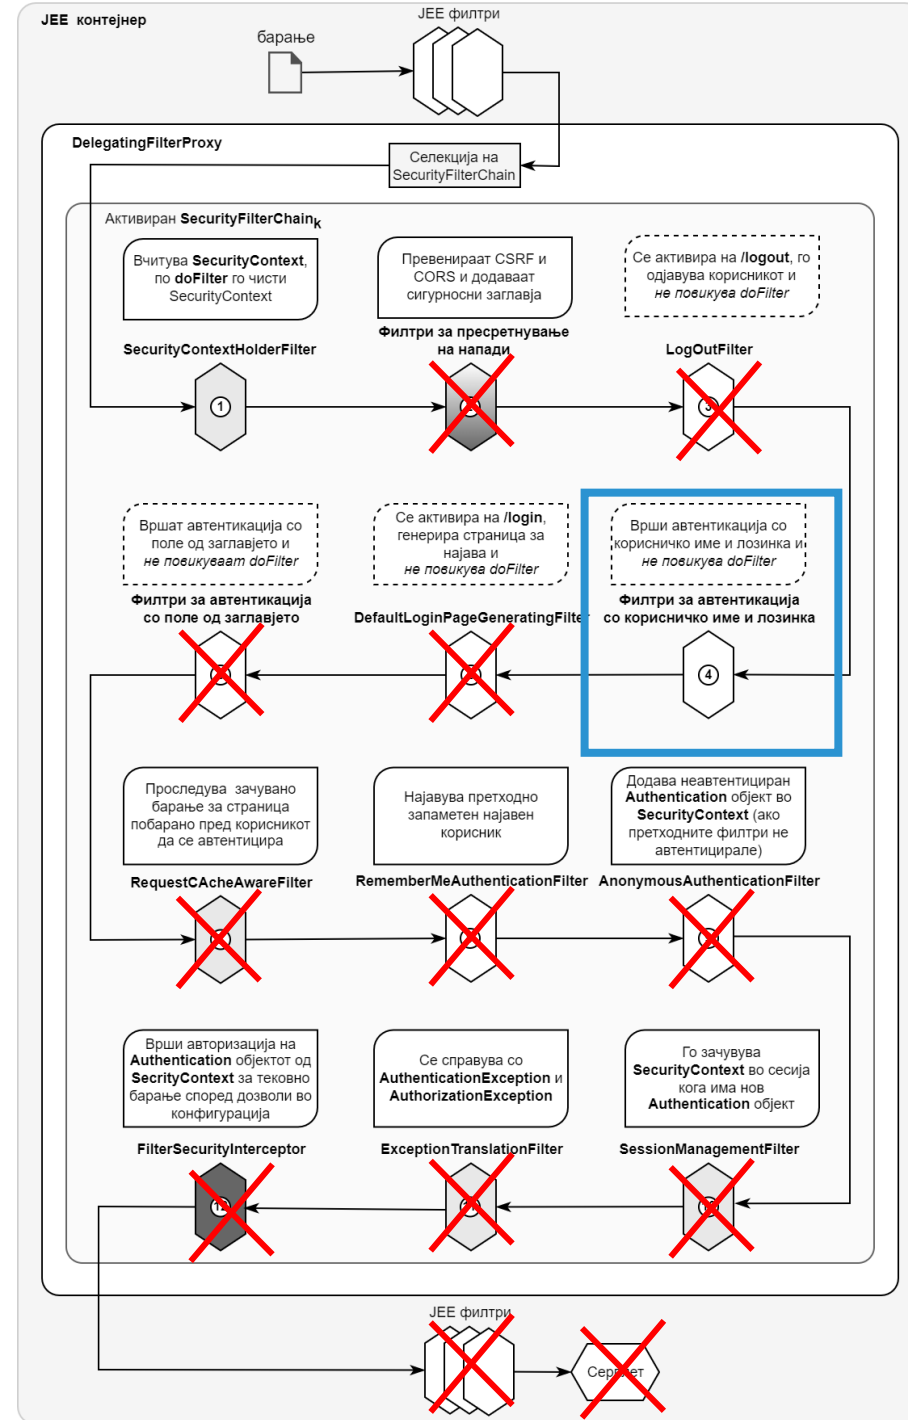 JEE контејнер
JEE филтри
барање
DelegatingFilterProxy
Селекција на
SecurityFilterChain
Активиран SecurityFilterChaink
Вчитува SecurityContext,
по doFilter го чисти
SecurityContext
SecurityContextHolderFilter
1
Превенираат CSRF и
CORS и додаваат
сигурносни заглавја
Филтри за пресретнување
на напади
2
Се активира на /logout, го
одјавува корисникот и
не повикува doFilter
LogOutFilter
3
Вршат автентикација со
поле од заглавјето и
не повикуваат doFilter
Филтри за автентикација
со поле од заглавјето
Се активира на /login,
генерира страница за
најава и
не повикува doFilter
DefaultLoginPageGeneratingFilter
Врши автентикација со
корисничко име и лозинка и
не повикува doFilter
Филтри за автентикација
со корисничко име и лозинка
4
Проследува зачувано
барање за страница
побарано пред корисникот
да се автентицира
RequestCAcheAwareFilter
Најавува претходно
запаметен најавен
корисник
RememberMeAuthenticationFilter
Додава неавтентициран
Authentication објект во
SecurityContext (ако
претходните филтри не
автентицирале)
AnonymousAuthenticationFilter
Врши авторизација на
Authentication објектот од
SecrityContext за тековно
барање според дозволи во
конфигурација
FilterSecurityInterceptor
12
Се справува со
AuthenticationException и
AuthorizationException
ExceptionTranslationFilter
Го зачувува
SecurityContext во сесија
кога има нов
Authentication објект
SessionManagementFilter
10
JEE филтри
Сервлет